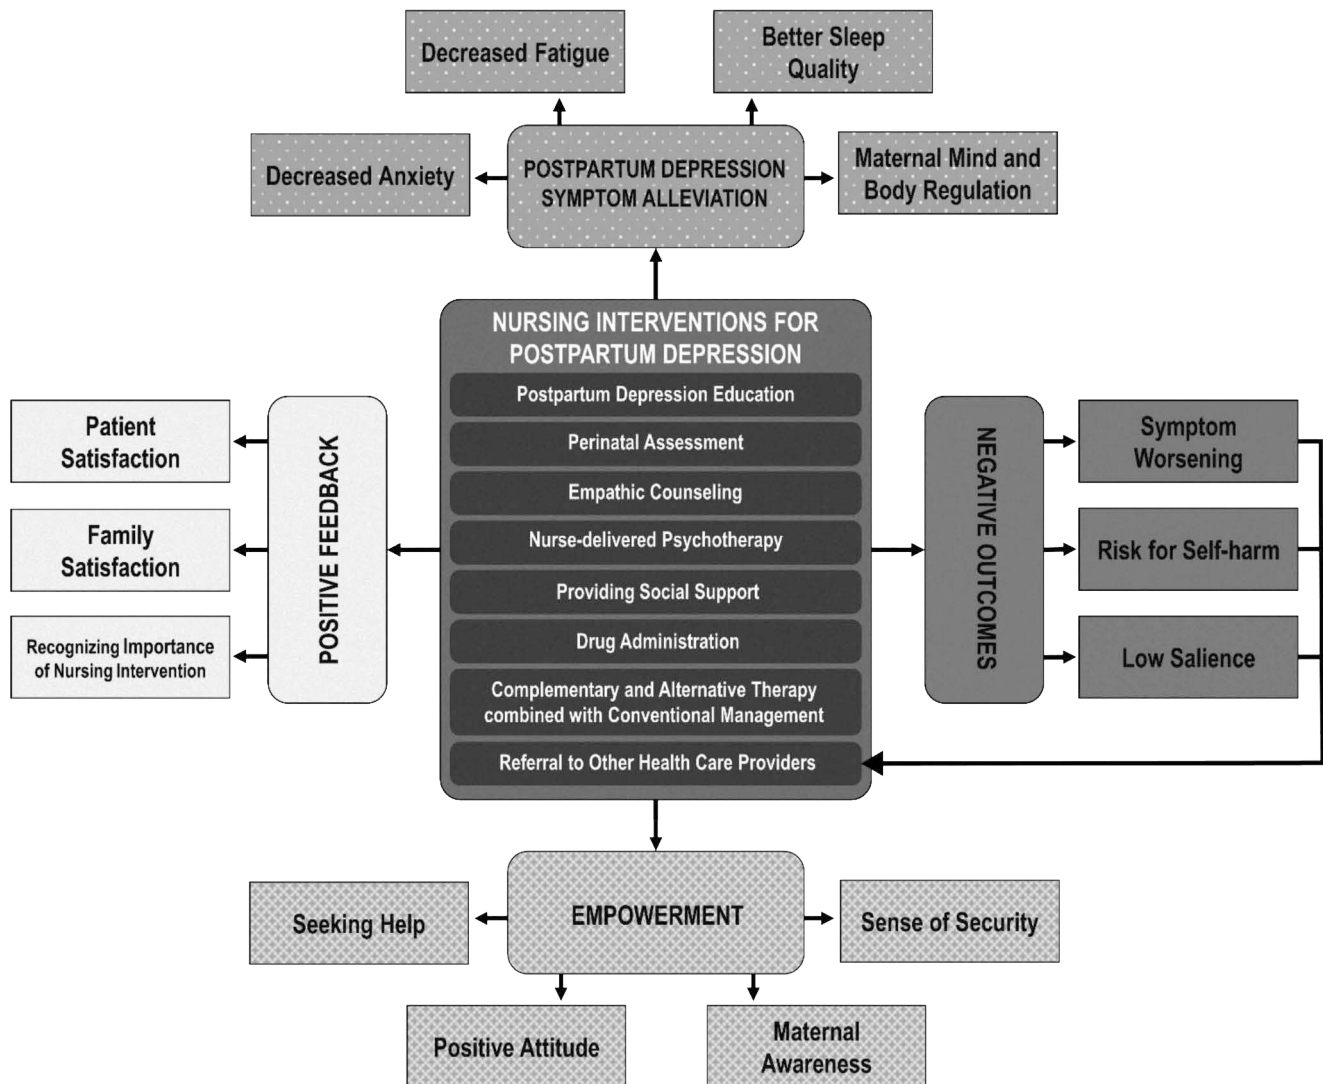 Decreased Fatigue
Better Sleep
Quality
Decreased Anxiety
POSTPARTUM DEPRESSION
SYMPTOM ALLEVIATION
Maternal Mind and
Body Regulation
NURSING INTERVENTIONS FOR
POSTPARTUM DEPRESSION
Postpartum Depression Education
Perinatal Assessment
Empathic Counseling
Nurse-delivered Psychotherapy
Providing Social Support
Drug Administration
Complementary and Alternative Therapy
combined with Conventional Management
Referral to Other Health Care Providers
Patient
Satisfaction
Family
Satisfaction
Recognizing Importance
of Nursing Intervention
POSITIVE FEEDBACK
NEGATIVE OUTCOMES
Symptom
Worsening
Risk for Self-harm
Low Salience
Seeking Help
EMPOWERMENT
Sense of Security
Positive Attitude
Maternal
Awareness